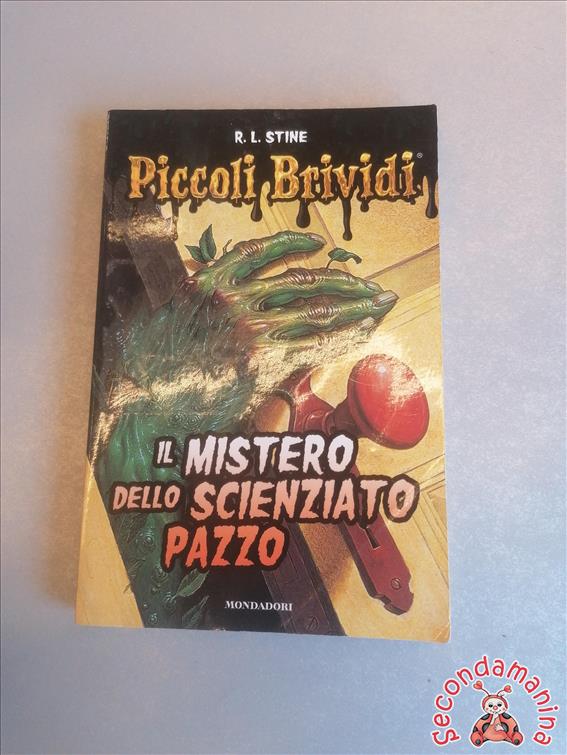 R. L. STINE
Piccoli Brividi®
IL MISTERO
DELLO SCIENZIATO
PAZZO
MONDADORI
Secondamanina